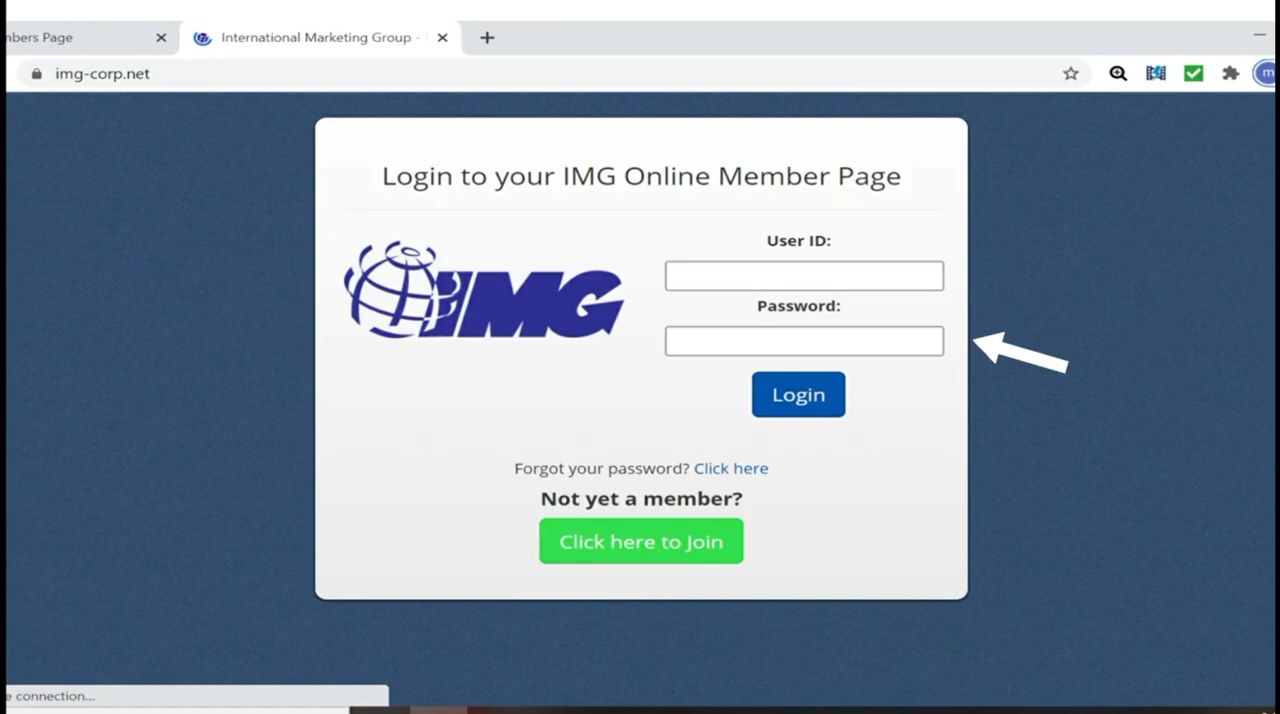 mbers Page
International Marketing Group -
img-corp.net
m
Login to your IMG Online Member Page
User ID:
IMG
Password:
Login
Forgot your password? Click here
Not yet a member?
Click here to Join
e connection...